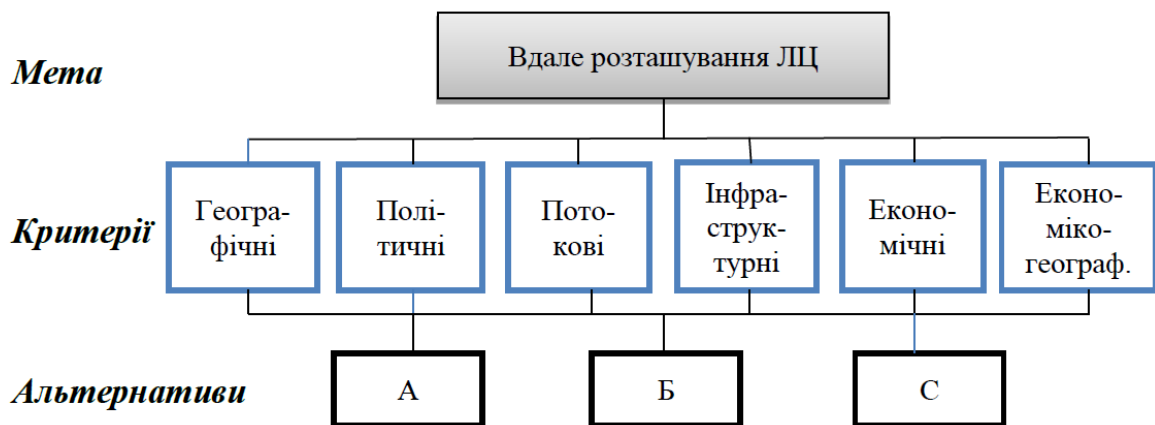 Мета
Вдале розташування ЛЦ
Критерії
Геогра-
фічні
Полі-
тичні
Пото-
кові
Інфра-
струк-
турні
Еконо-
мічні
Еконо-
міко-
географ.
Альтернативи
А
Б
С